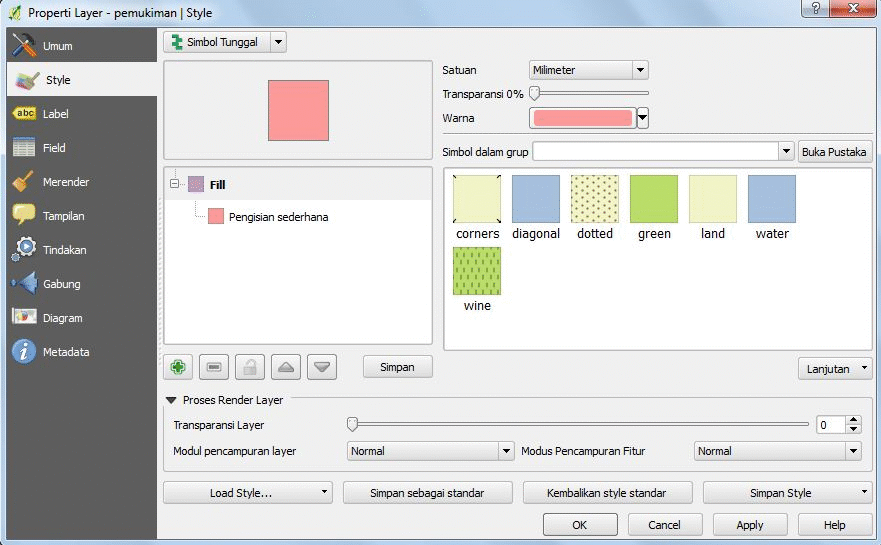 Properti Layer - pemukiman | Style
Umum
Style
Label
Field
Merender
Tampilan
Tindakan
Gabung
Diagram
Metadata
Simbol Tunggal
Fill
Pengisian sederhana
Simpan
Satuan
Milimeter
Transparansi 0%
Warna
Simbol dalam grup
Buka Pustaka
corners diagonal dotted green land water
wine
Lanjutan
Proses Render Layer
Transparansi Layer
0
Modul pencampuran layer
Normal
Modus Pencampuran Fitur
Normal
Load Style...
Simpan sebagai standar
Kembalikan style standar
Simpan Style
OK
Cancel
Apply
Help